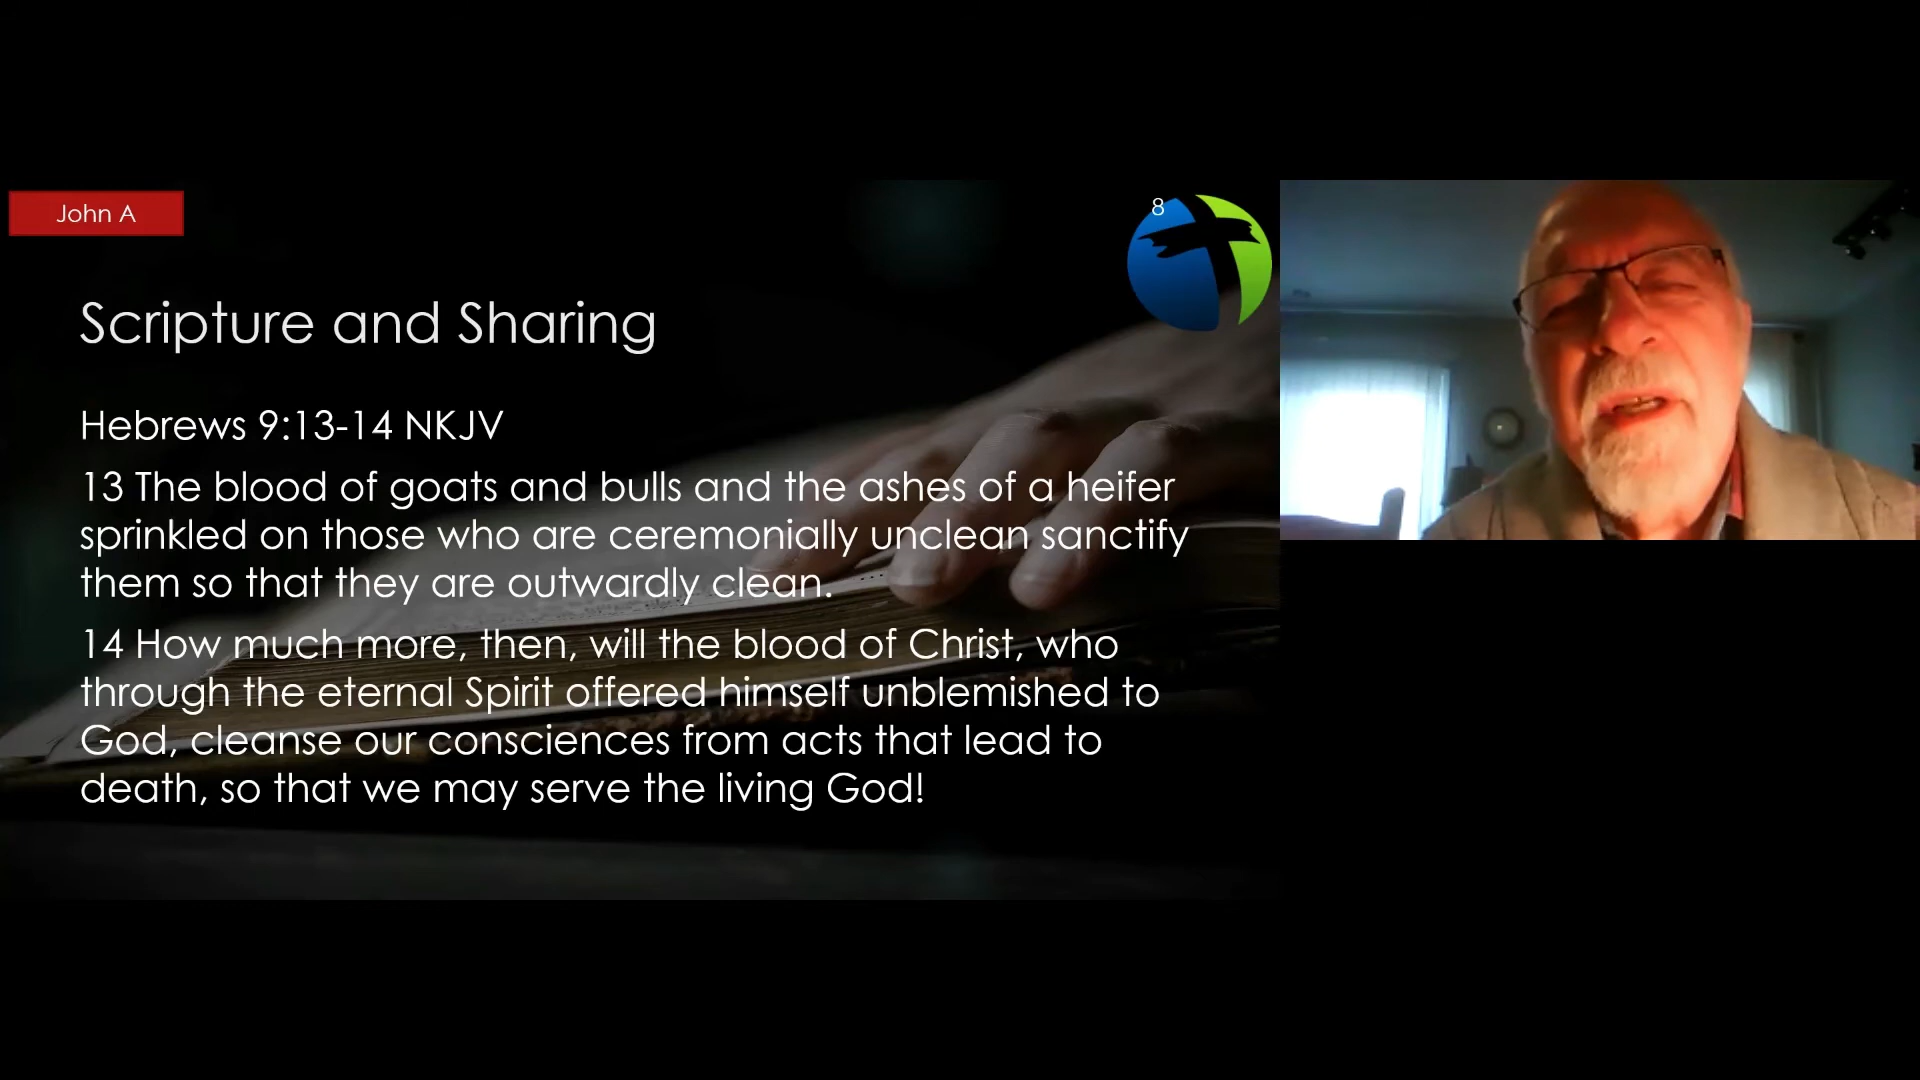 John A
8
Scripture and Sharing
Hebrews 9:13-14 NKJV
13 The blood of goats and bulls and the ashes of a heifer
sprinkled on those who are ceremonially unclean sanctify
them so that they are outwardly clean.
14 How much more, then, will the blood of Christ, who
through the eternal Spirit offered himself unblemished to
God, cleanse our consciences from acts that lead to
death, so that we may serve the living God!